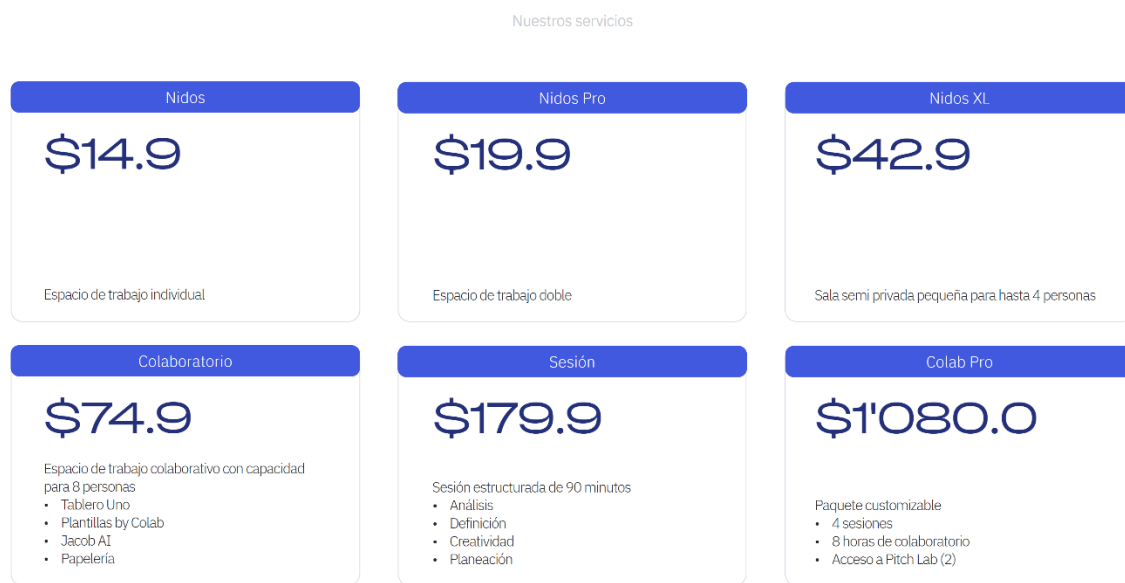 Nuestros servicios
Nidos
$14.9
Espacio de trabajo individual
Nidos Pro
$19.9
Espacio de trabajo doble
Nidos XL
$42.9
Sala semi privada pequeña para hasta 4 personas
Colaboratorio
$74.9
Espacio de trabajo colaborativo con capacidad
para 8 personas
• Tablero Uno
• Plantillas by Colab
• Jacob AI
• Papelería
Sesión
$179.9
Sesión estructurada de 90 minutos
• Análisis
• Definición
• Creatividad
• Planeación
Colab Pro
$1'080.0
Paquete customizable
• 4 sesiones
• 8 horas de colaboratorio
• Acceso a Pitch Lab (2)